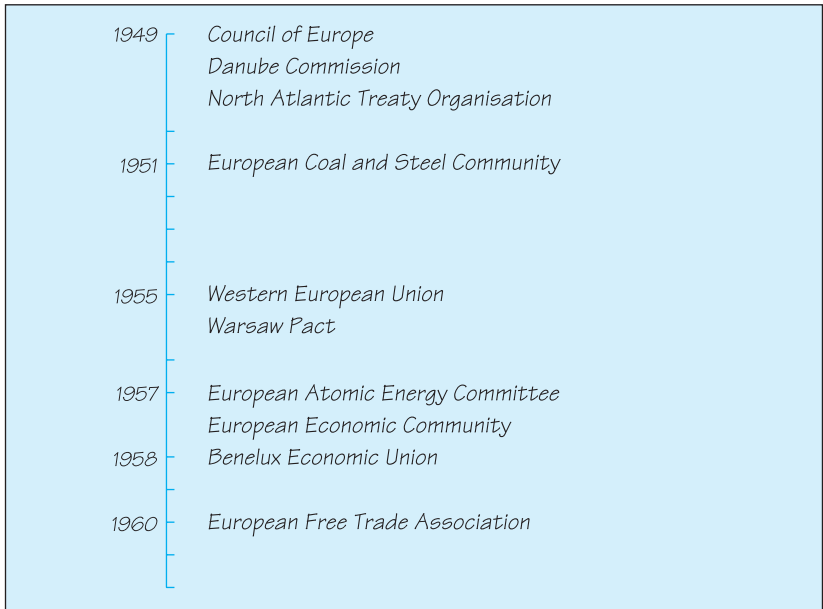 1949 Council of Europe
Danube Commission
North Atlantic Treaty Organisation
1951 European Coal and Steel Community
1955 Western European Union
Warsaw Pact
1957 European Atomic Energy Committee
European Economic Community
1958 Benelux Economic Union
1960 European Free Trade Association